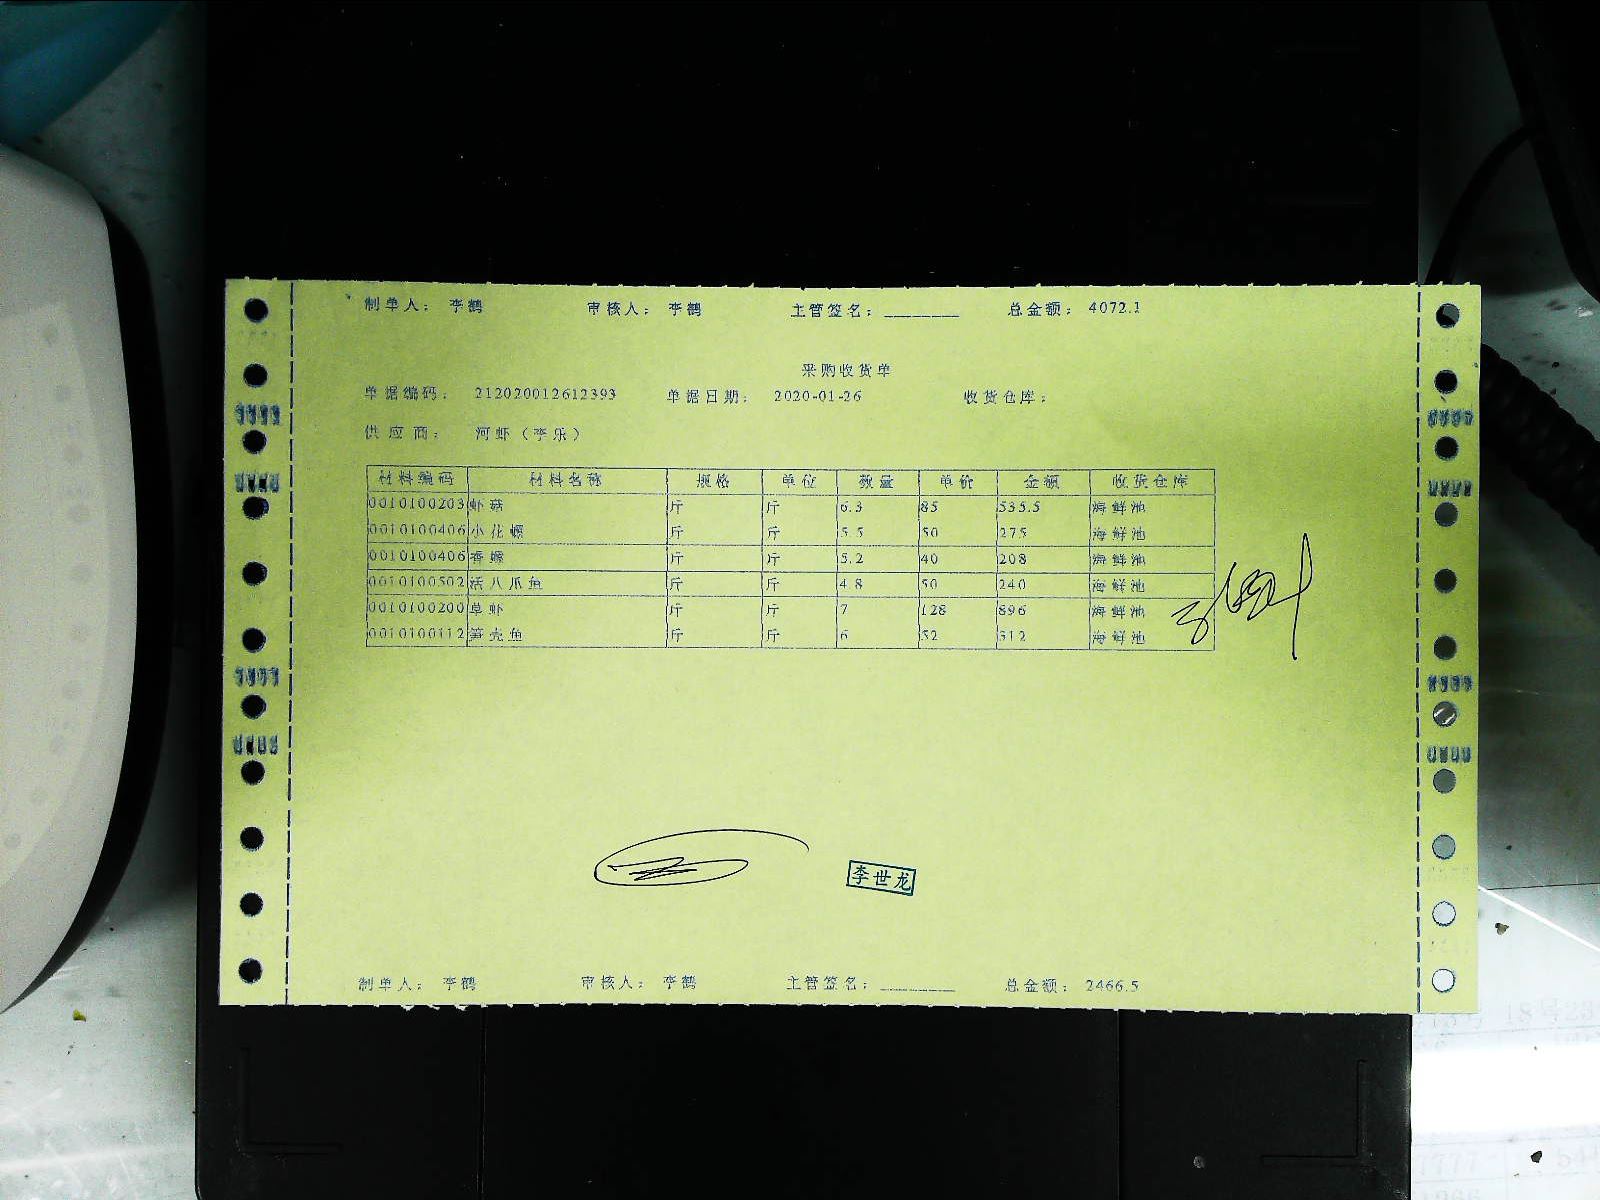 制单人： 李鹤 审核人： 李鹤 主管签名：________ 总金额： 4072.1
采购收货单
单据编码： 212020012612393 单据日期： 2020-01-26 收货仓库：
供应商： 河虾（李乐）
材料编码 材料名称 规格 单位 数量 单价 金额 收货仓库
0010100203 虾菇 斤 斤 6.3 85 535.5 海鲜池
0010100406 小花螺 斤 斤 5.5 50 275 海鲜池
0010100406 香螺 斤 斤 5.2 40 208 海鲜池
0010100502 活八爪鱼 斤 斤 4.8 50 240 海鲜池
0010100200 草虾 斤 斤 7 128 896 海鲜池
0010100112 笋壳鱼 斤 斤 6 52 312 海鲜池
李世龙
制单人： 李鹤 审核人： 李鹤 主管签名：________ 总金额： 2466.5